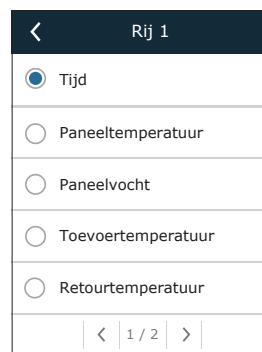 Rij 1
Tijd
Paneeltemperatuur
Paneelvocht
Toevoertemperatuur
Retourtemperatuur
1 / 2